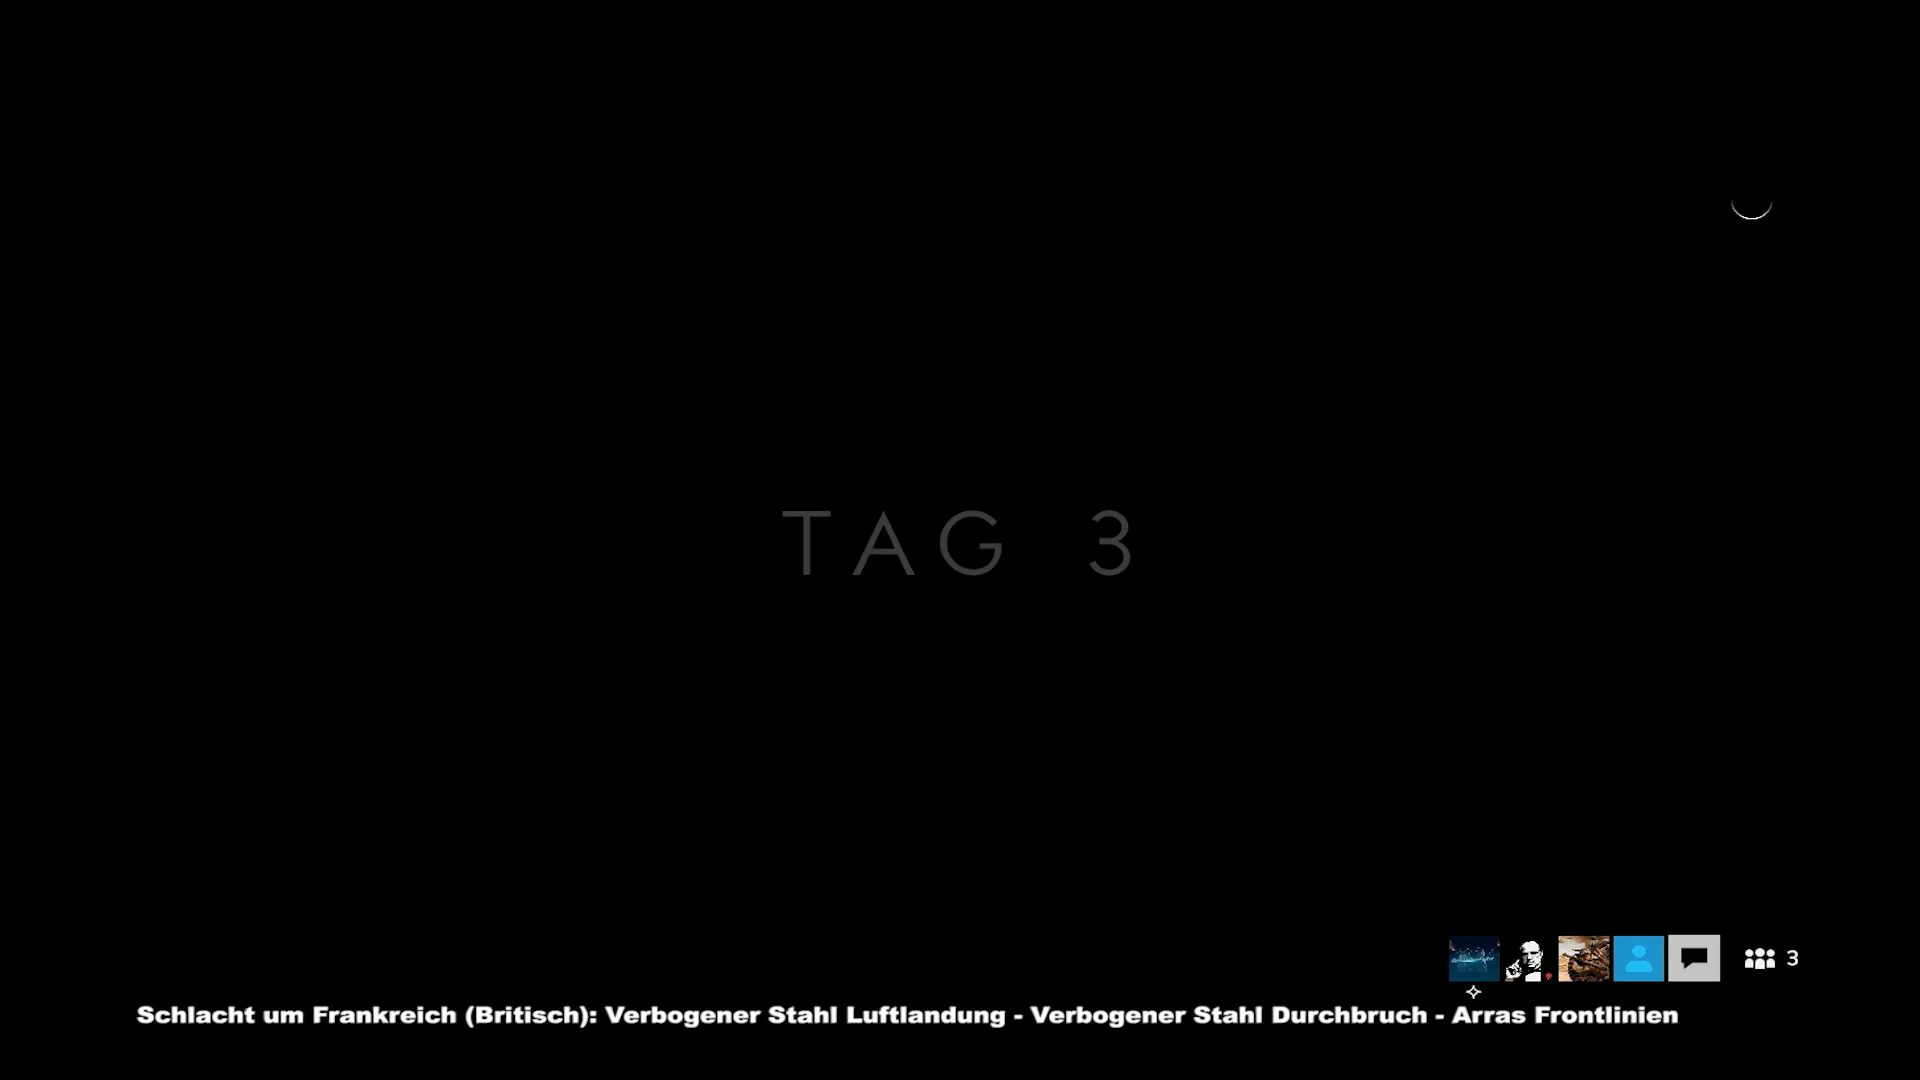 TAG 3
3
Schlacht um Frankreich (Britisch): Verbogener Stahl Luftlandung - Verbogener Stahl Durchbruch - Arras Frontlinien